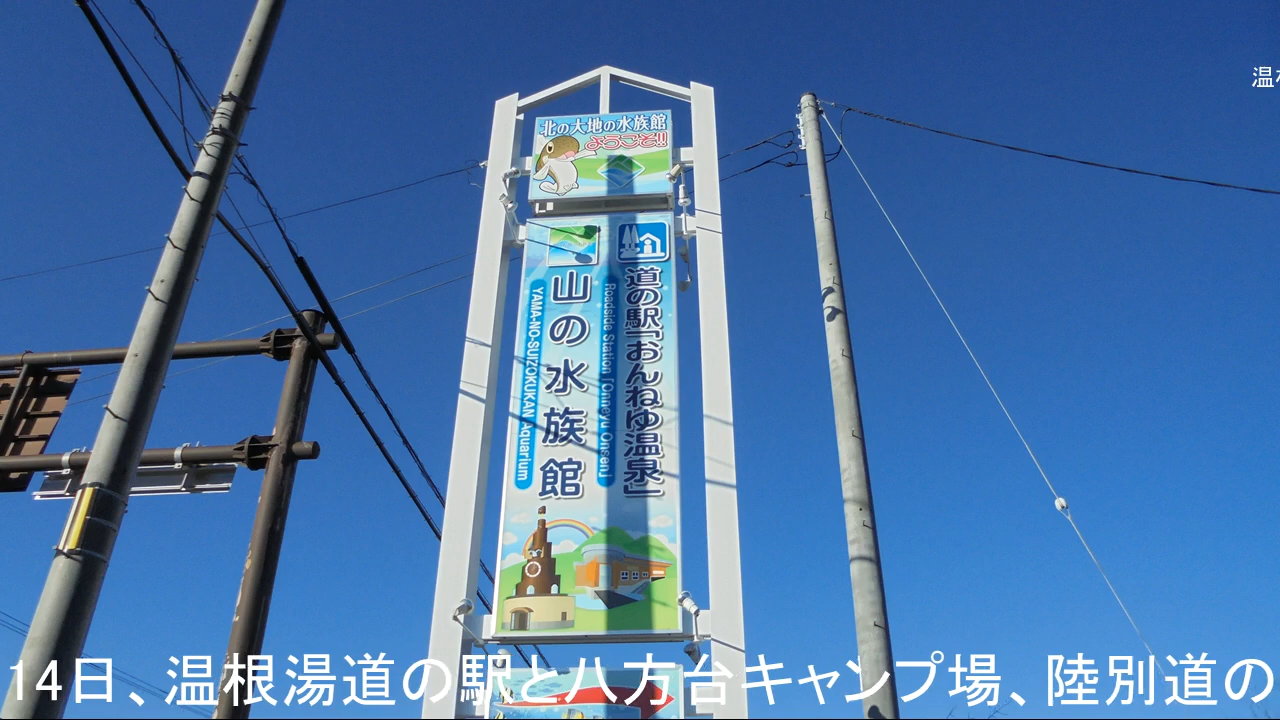 温
北の大地の水族館
ようこそ!!
道の駅「おんねゆ温泉」
Roadside Station「Onneyu Onsen」
山の水族館
YAMA-NO-SUIZOKUKAN Aquarium
14日、温根湯道の駅と八方台キャンプ場、陸別道の